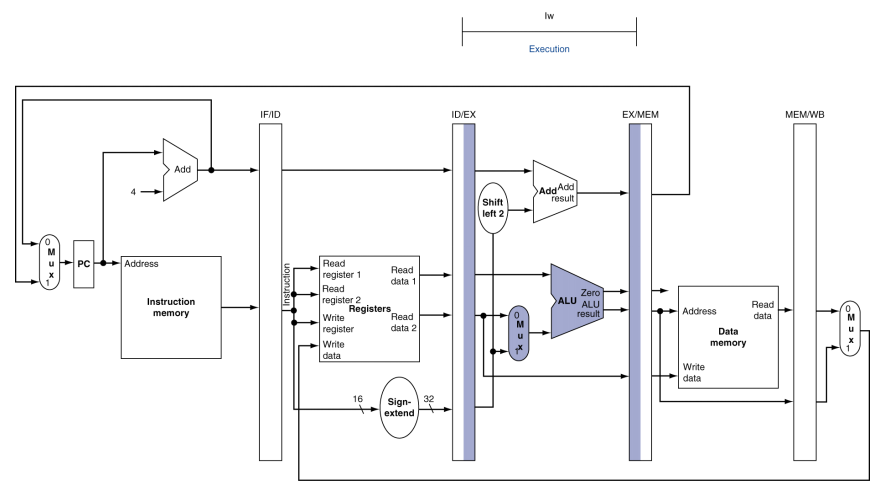 lw
Execution
IF/ID
ID/EX
EX/MEM
MEM/WB
Add
4
Shift
left 2
Add
Add
result
0
M
u
x
1
PC
Address
Instruction
memory
Instruction
Read
register 1
Read
register 2
Write
register
Write
data
Registers
Read
data 1
Read
data 2
16
Sign-
extend
32
0
M
u
x
1
ALU
Zero
ALU
result
Address
Read
data
Data
memory
Write
data
0
M
u
x
1